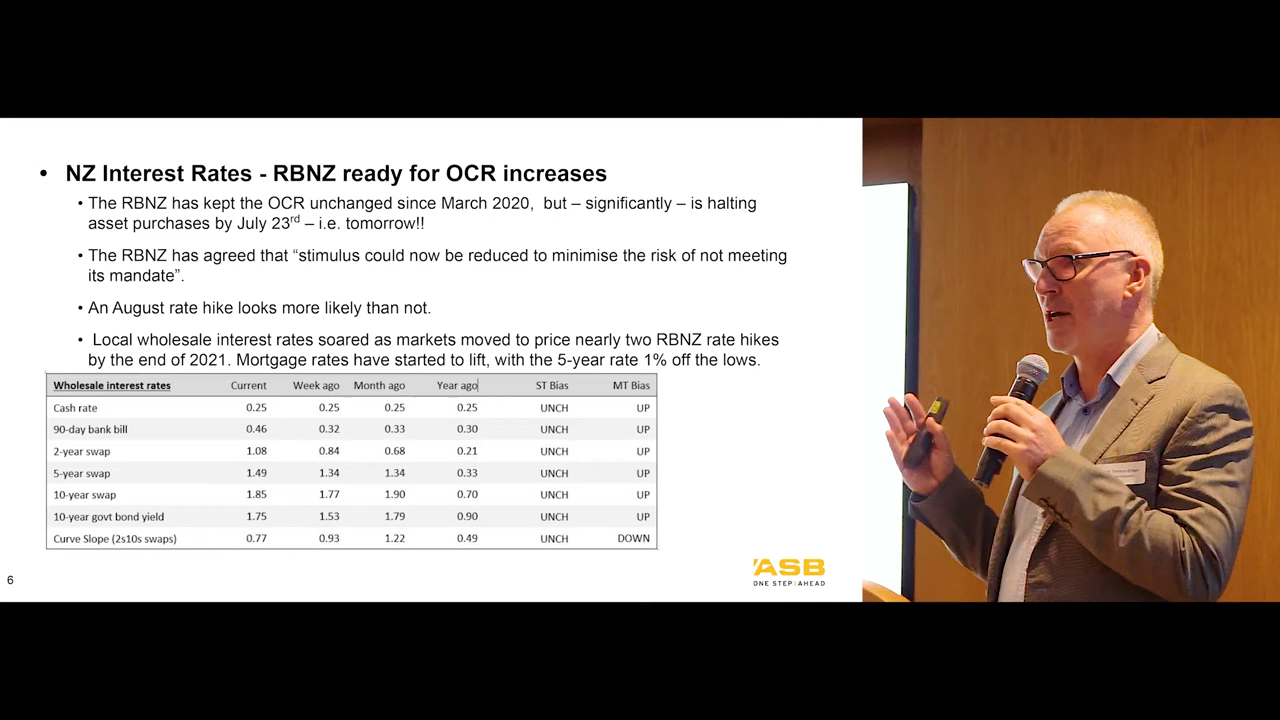 • NZ Interest Rates - RBNZ ready for OCR increases
• The RBNZ has kept the OCR unchanged since March 2020, but – significantly – is halting
asset purchases by July 23rd – i.e. tomorrow!!
• The RBNZ has agreed that “stimulus could now be reduced to minimise the risk of not meeting
its mandate”.
• An August rate hike looks more likely than not.
• Local wholesale interest rates soared as markets moved to price nearly two RBNZ rate hikes
by the end of 2021. Mortgage rates have started to lift, with the 5-year rate 1% off the lows.
Wholesale interest rates Current Week ago Month ago Year ago ST Bias MT Bias
Cash rate 0.25 0.25 0.25 0.25 UNCH UP
90-day bank bill 0.46 0.32 0.33 0.30 UNCH UP
2-year swap 1.08 0.84 0.68 0.21 UNCH UP
5-year swap 1.49 1.34 1.34 0.33 UNCH UP
10-year swap 1.85 1.77 1.90 0.70 UNCH UP
10-year govt bond yield 1.75 1.53 1.79 0.90 UNCH UP
Curve Slope (2s10s swaps) 0.77 0.93 1.22 0.49 UNCH DOWN
6
ASB
ONE STEP AHEAD